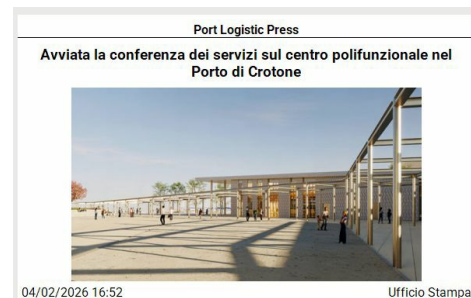 Port Logistic Press
Avviata la conferenza dei servizi sul centro polifunzionale nel
Porto di Crotone
04/02/2026 16:52
Ufficio Stampa